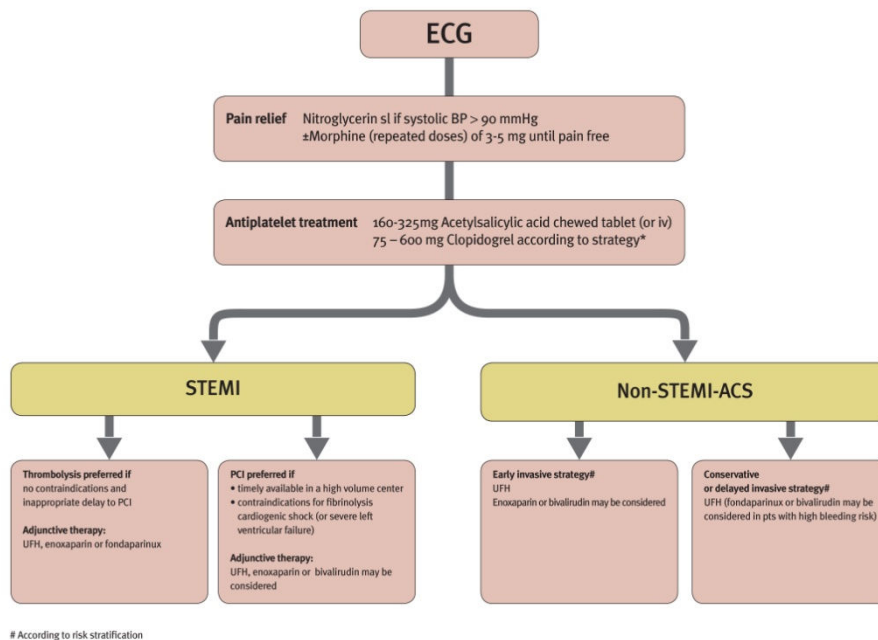 ECG
Pain relief Nitroglycerin sl if systolic BP > 90 mmHg
±Morphine (repeated doses) of 3-5 mg until pain free
Antiplatelet treatment 160-325mg Acetylsalicylic acid chewed tablet (or iv)
75 – 600 mg Clopidogrel according to strategy*
STEMI
Non-STEMI-ACS
Thrombolysis preferred if
no contraindications and
inappropriate delay to PCI
Adjunctive therapy:
UFH, enoxaparin or fondaparinux
PCI preferred if
• timely available in a high volume center
• contraindications for fibrinolysis
cardiogenic shock (or severe left
ventricular failure)
Adjunctive therapy:
UFH, enoxaparin or bivalirudin may be
considered
Early invasive strategy#
UFH
Enoxaparin or bivalirudin may be considered
Conservative
or delayed invasive strategy#
UFH (fondaparinux or bivalirudin may be
considered in pts with high bleeding risk)
# According to risk stratification